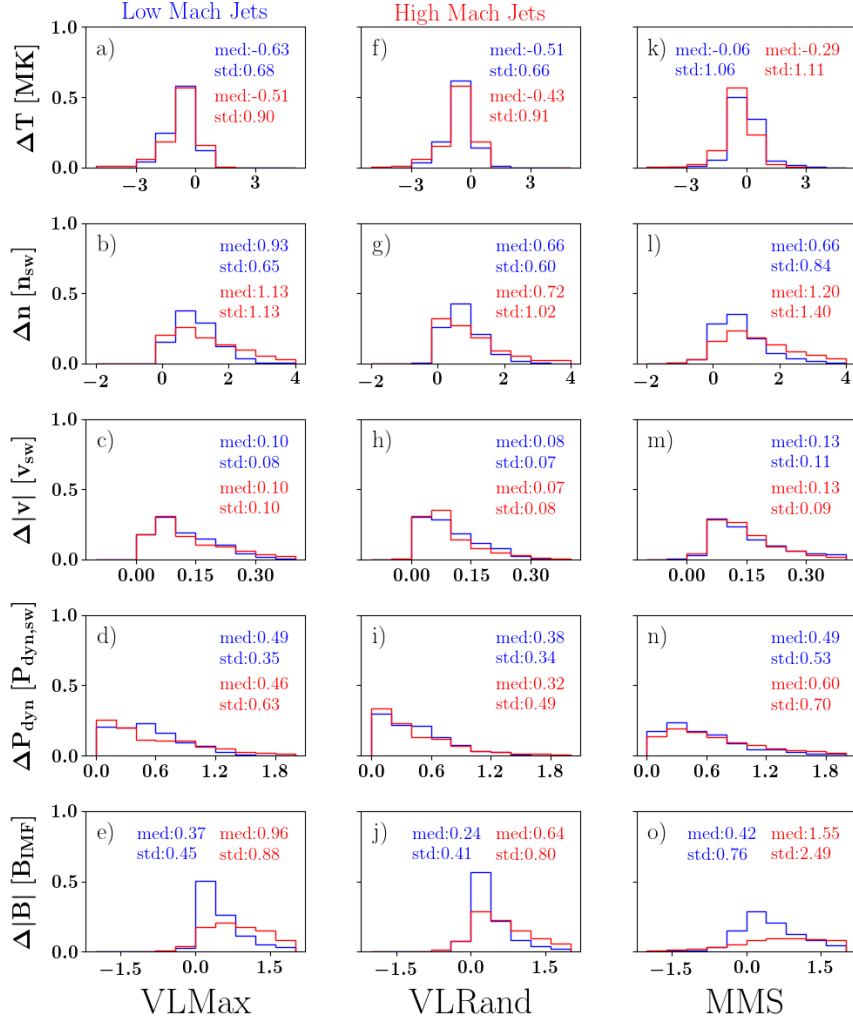 Low Mach Jets High Mach Jets
ΔT [MK]
1.0
0.5
0.0
a)
med:-0.63
std:0.68
med:-0.51
std:0.90
−3 0 3
f)
med:-0.51
std:0.66
med:-0.43
std:0.91
−3 0 3
k)
med:-0.06 med:-0.29
std:1.06 std:1.11
−3 0 3
Δn [n_sw]
1.0
0.5
0.0
b)
med:0.93
std:0.65
med:1.13
std:1.13
−2 0 2 4
g)
med:0.66
std:0.60
med:0.72
std:1.02
−2 0 2 4
l)
med:0.66
std:0.84
med:1.20
std:1.40
−2 0 2 4
Δ|v| [v_sw]
1.0
0.5
0.0
c)
med:0.10
std:0.08
med:0.10
std:0.10
0.00 0.15 0.30
h)
med:0.08
std:0.07
med:0.07
std:0.08
0.00 0.15 0.30
m)
med:0.13
std:0.11
med:0.13
std:0.09
0.00 0.15 0.30
ΔP_dyn [P_dyn,sw]
1.0
0.5
0.0
d)
med:0.49
std:0.35
med:0.46
std:0.63
0.0 0.6 1.2 1.8
i)
med:0.38
std:0.34
med:0.32
std:0.49
0.0 0.6 1.2 1.8
n)
med:0.49
std:0.53
med:0.60
std:0.70
0.0 0.6 1.2 1.8
Δ|B| [B_IMF]
1.0
0.5
0.0
e)
med:0.37 med:0.96
std:0.45 std:0.88
−1.5 0.0 1.5
j)
med:0.24 med:0.64
std:0.41 std:0.80
−1.5 0.0 1.5
o)
med:0.42 med:1.55
std:0.76 std:2.49
−1.5 0.0 1.5
VLMax VLRand MMS